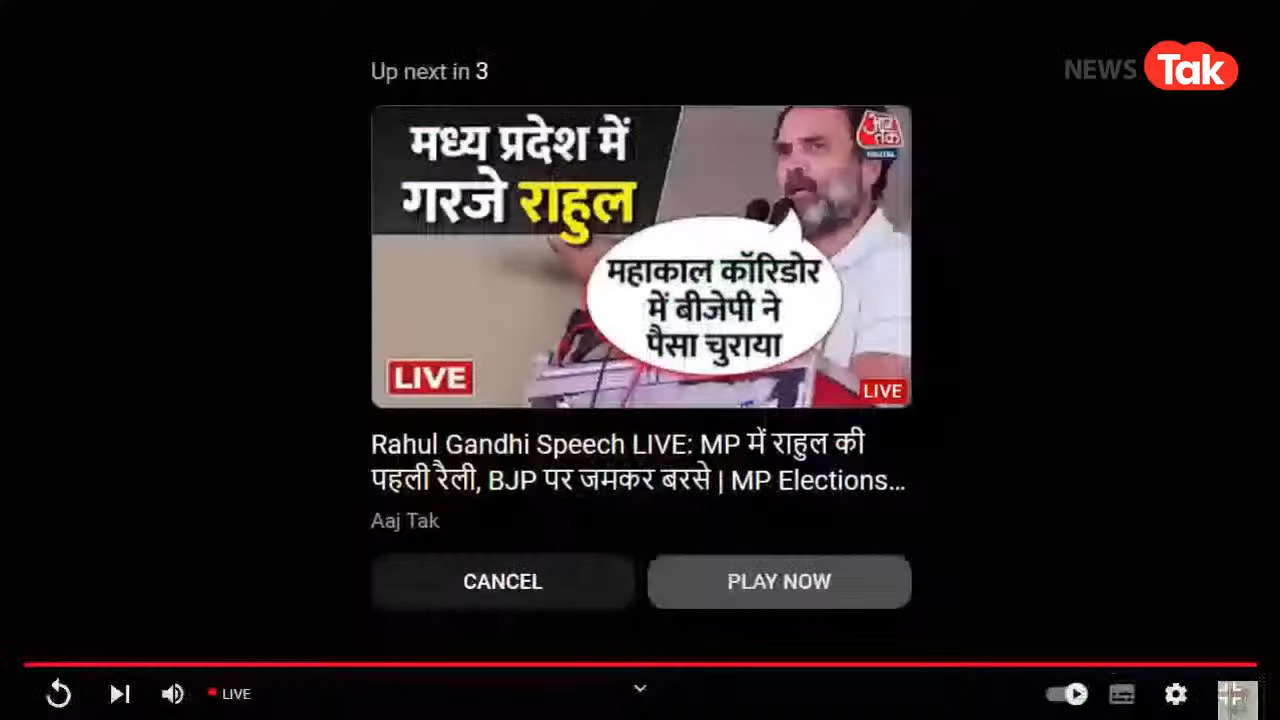 Up next in 3
NEWS Tak
मध्य प्रदेश में
गरजे राहुल
आज
तक
महाकाल कॉरिडोर
में बीजेपी ने
पैसा चुराया
LIVE
LIVE
Rahul Gandhi Speech LIVE: MP में राहुल की
पहली रैली, BJP पर जमकर बरसे | MP Elections...
Aaj Tak
CANCEL
PLAY NOW
LIVE